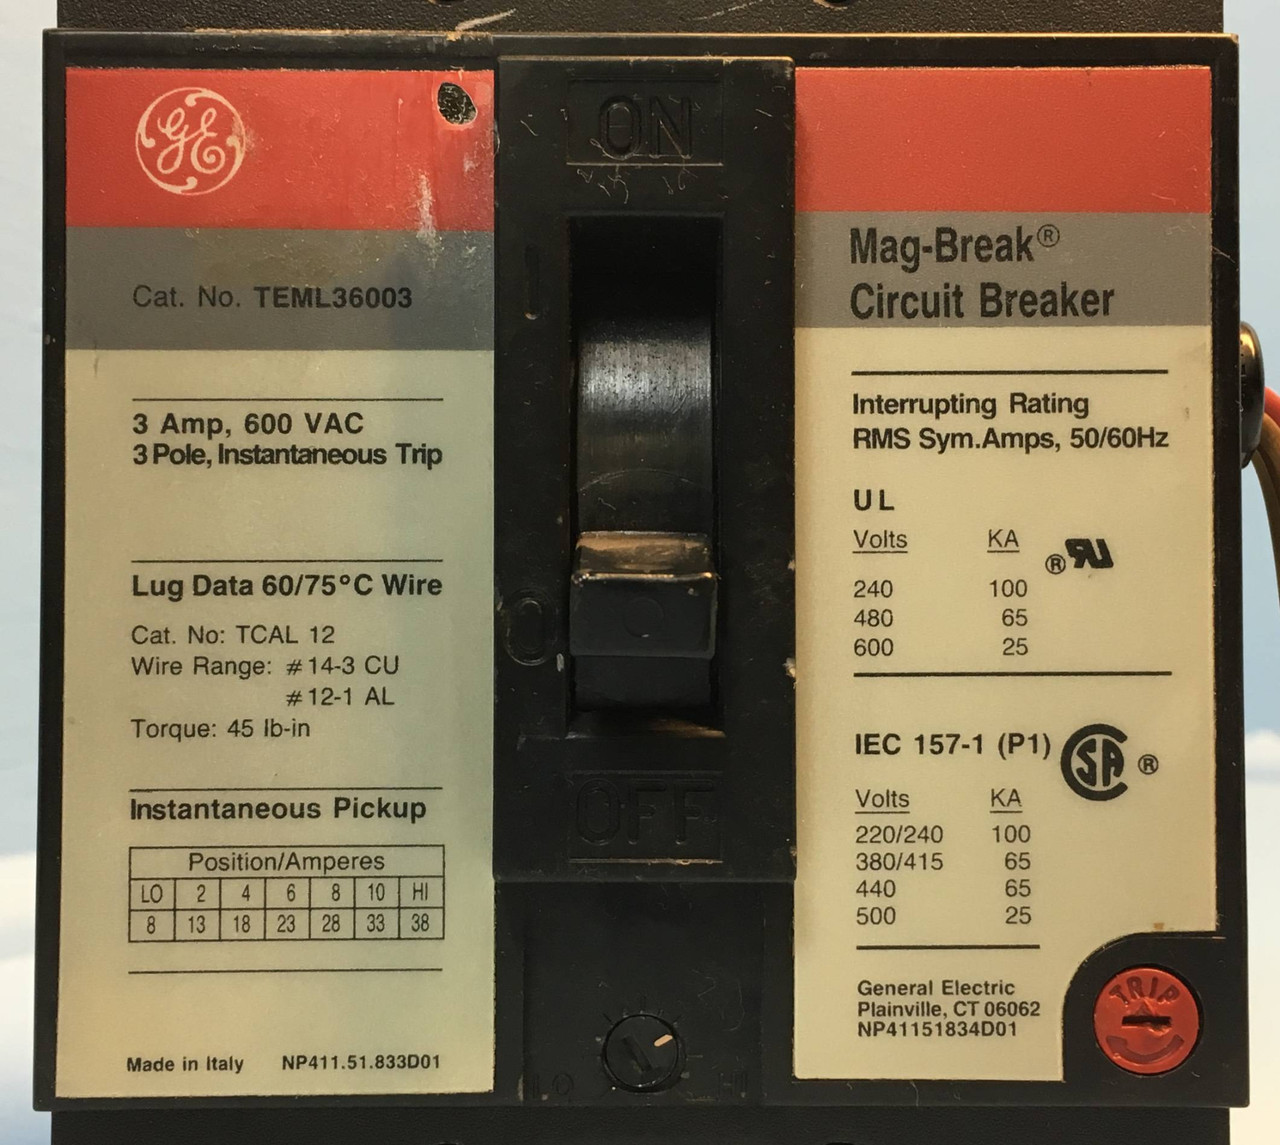 GE
Cat. No. TEML36003
3 Amp, 600 VAC
3 Pole, Instantaneous Trip
Lug Data 60/75°C Wire
Cat. No: TCAL 12
Wire Range: #14-3 CU
#12-1 AL
Torque: 45 lb-in
Instantaneous Pickup
Position/Amperes
LO 2 4 6 8 10 HI
8 13 18 23 28 33 38
Made in Italy NP411.51.833D01
ON
I
O
OFF
LO HI
Mag-Break®
Circuit Breaker
Interrupting Rating
RMS Sym.Amps, 50/60Hz
UL
Volts KA
240 100
480 65
600 25
® RU
IEC 157-1 (P1)
CSA ®
Volts KA
220/240 100
380/415 65
440 65
500 25
General Electric
Plainville, CT 06062
NP41151834D01
TRIP